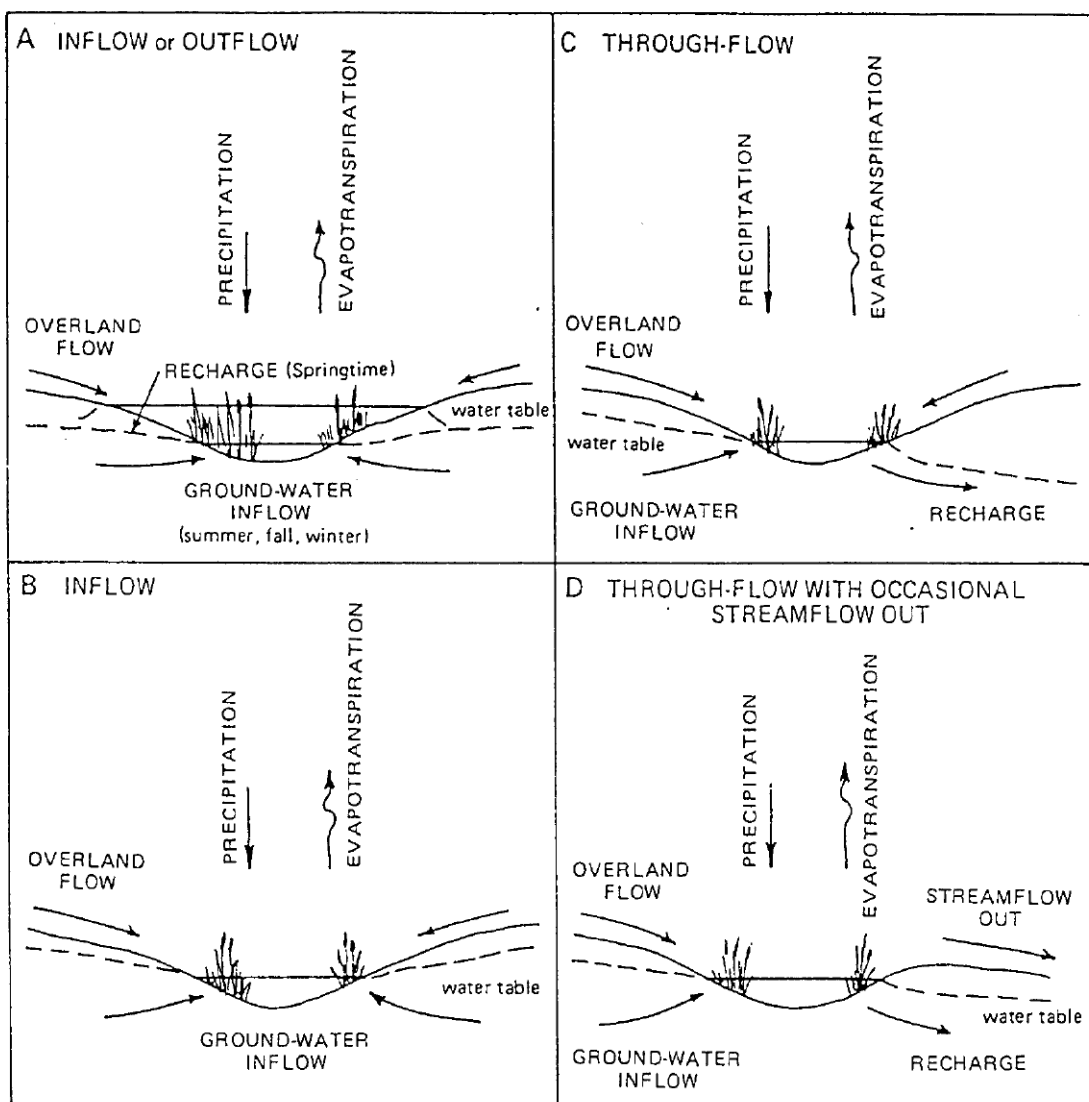 A INFLOW or OUTFLOW
PRECIPITATION
EVAPOTRANSPIRATION
OVERLAND
FLOW
RECHARGE (Springtime)
water table
GROUND-WATER
INFLOW
(summer, fall, winter)
C THROUGH-FLOW
PRECIPITATION
EVAPOTRANSPIRATION
OVERLAND
FLOW
water table
GROUND-WATER
INFLOW
RECHARGE
B INFLOW
PRECIPITATION
EVAPOTRANSPIRATION
OVERLAND
FLOW
water table
GROUND-WATER
INFLOW
D THROUGH-FLOW WITH OCCASIONAL
STREAMFLOW OUT
PRECIPITATION
EVAPOTRANSPIRATION
OVERLAND
FLOW
STREAMFLOW
OUT
water table
GROUND-WATER
INFLOW
RECHARGE